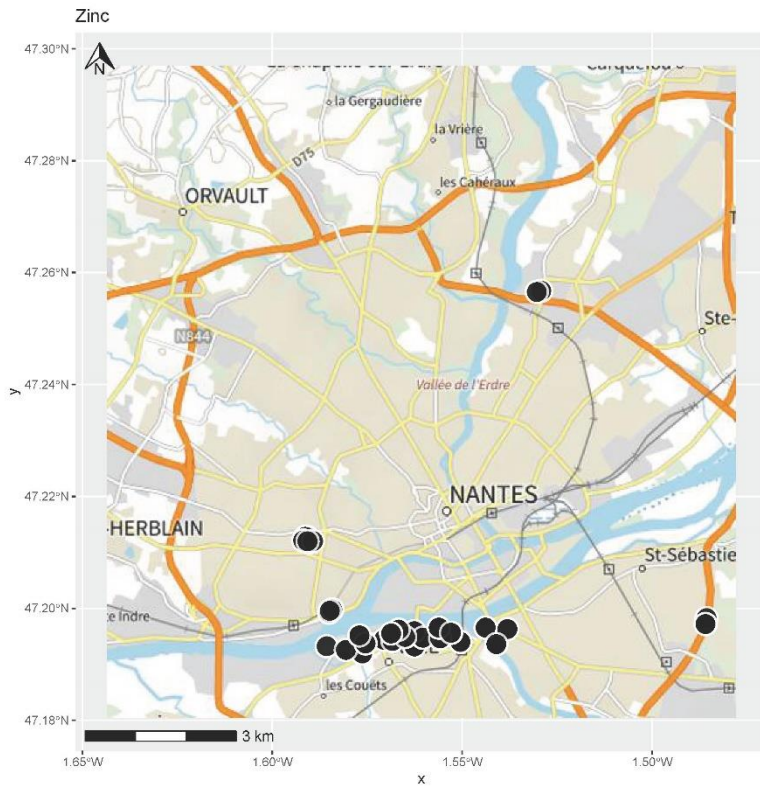 Zinc
47.30°N
47.28°N
47.26°N
47.24°N
47.22°N
47.20°N
47.18°N
y
N
la Gergaudière
la Vrière
D75
les Cahéraux
ORVAULT
Ste-
N844
Vallée de l'Erdre
NANTES
-HERBLAIN
St-Sébastie
te Indre
les Couëts
3 km
1.65°W
1.60°W
1.55°W
1.50°W
x